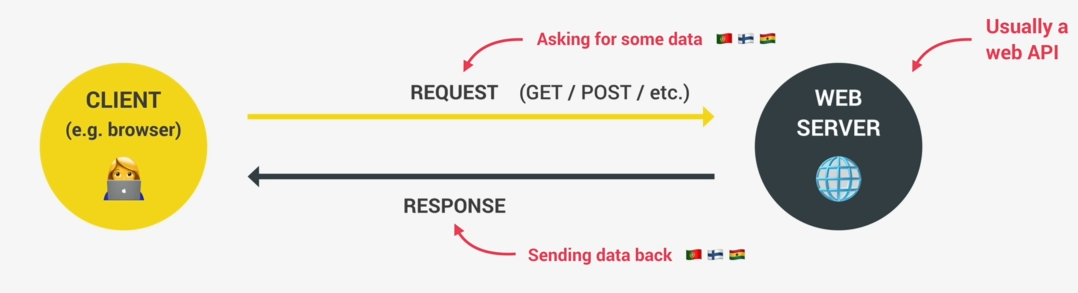 Usually a
web API
Asking for some data 🇵🇹 🇫🇮 🇬🇭
REQUEST (GET / POST / etc.)
CLIENT
(e.g. browser)
WEB
SERVER
RESPONSE
Sending data back 🇵🇹 🇫🇮 🇬🇭